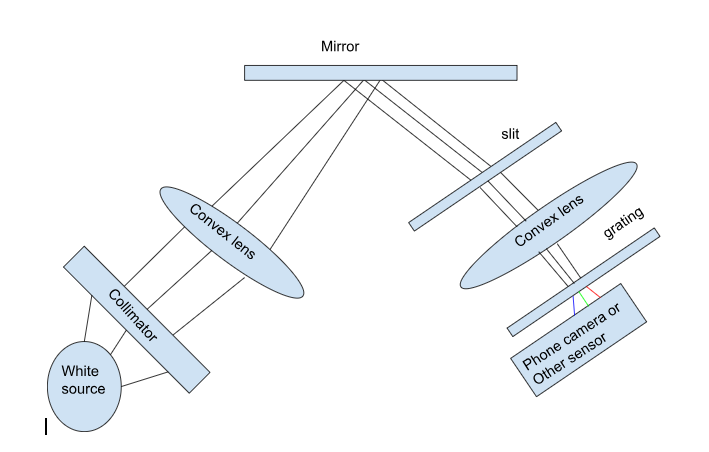 Mirror
slit
Convex lens
Convex lens
grating
Collimator
Phone camera or
Other sensor
White
source